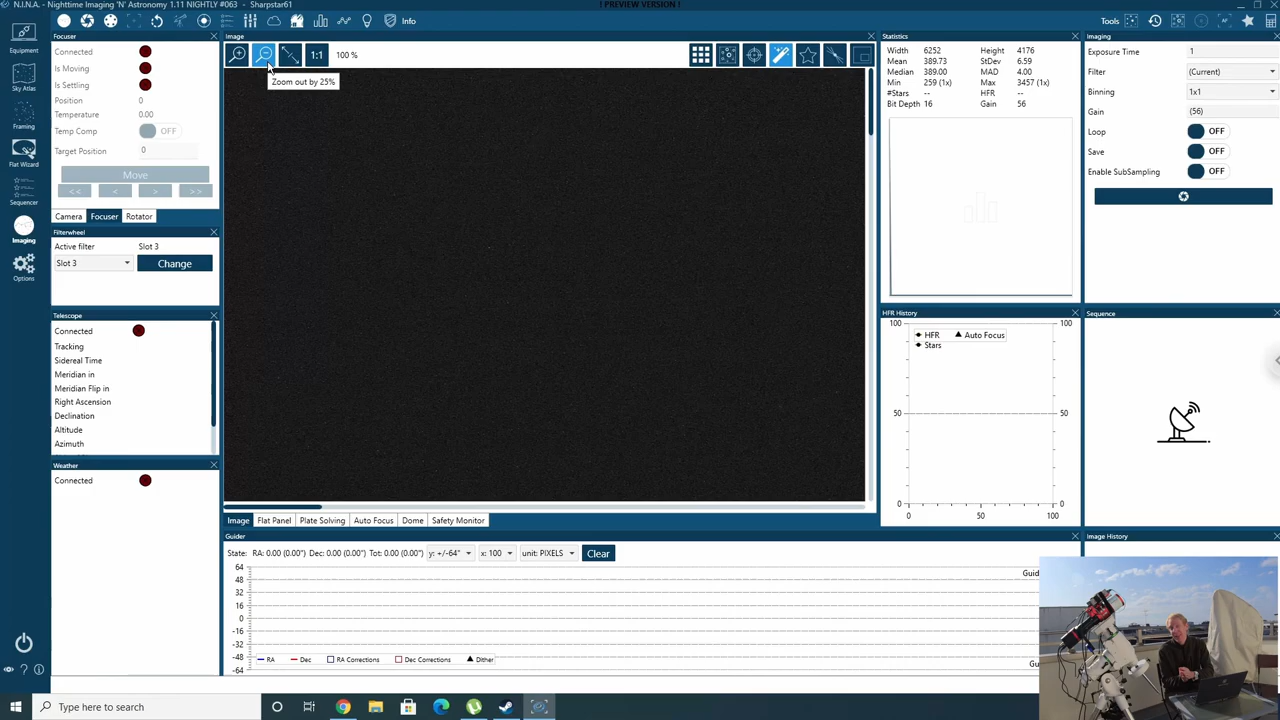 N.I.N.A. - Nighttime Imaging 'N' Astronomy 1.11 NIGHTLY #063 - Sharpstar61
! PREVIEW VERSION!
Info
Tools
Equipment
Sky Atlas
Framing
Flat Wizard
Sequencer
Imaging
Options
Focuser
Connected
Is Moving
Is Settling
Position 0
Temperature 0.00
Temp Comp OFF
Target Position 0
Move
<< < > >>
Camera Focuser Rotator
Filterwheel
Active filter Slot 3
Slot 3 Change
Telescope
Connected
Tracking
Sidereal Time
Meridian in
Meridian Flip in
Right Ascension
Declination
Altitude
Azimuth
Weather
Connected
Image
1:1 100 %
Zoom out by 25%
Image Flat Panel Plate Solving Auto Focus Dome Safety Monitor
Statistics
Width 6252 Height 4176
Mean 389.73 StDev 6.59
Median 389.00 MAD 4.00
Min 259 (1x) Max 3457 (1x)
#Stars -- HFR --
Bit Depth 16 Gain 56
HFR History
100 100
HFR Auto Focus
Stars
50 50
0 0
0 50 100
Imaging
Exposure Time 1
Filter (Current)
Binning 1x1
Gain (56)
Loop OFF
Save OFF
Enable SubSampling OFF
Sequence
Guider
State: RA: 0.00 (0.00") Dec: 0.00 (0.00") Tot: 0.00 (0.00") y: +/-64" x: 100 unit: PIXELS Clear
64
48
32
16
0
-16
-32
-48
-64
Guid
Gu
RA Dec RA Corrections Dec Corrections Dither
Image History
Type here to search